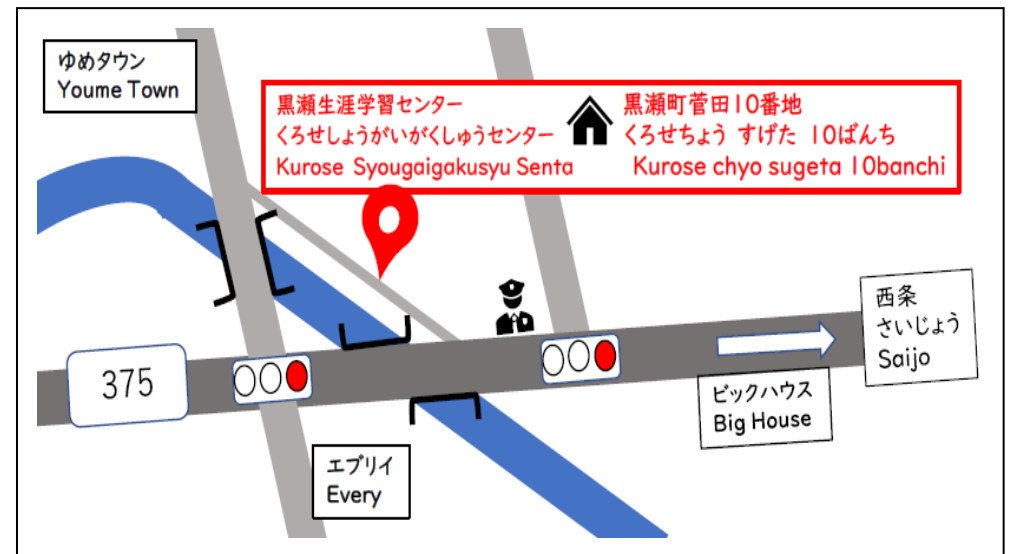 ゆめタウン
Youme Town
黒瀬生涯学習センター
くろせしょうがいがくしゅうセンター
Kurose Syougaigakusyu Senta
黒瀬町菅田10番地
くろせちょう すげた 10ばんち
Kurose chyo sugeta 10banchi
西条
さいじょう
Saijo
375
ビックハウス
Big House
エブリイ
Every